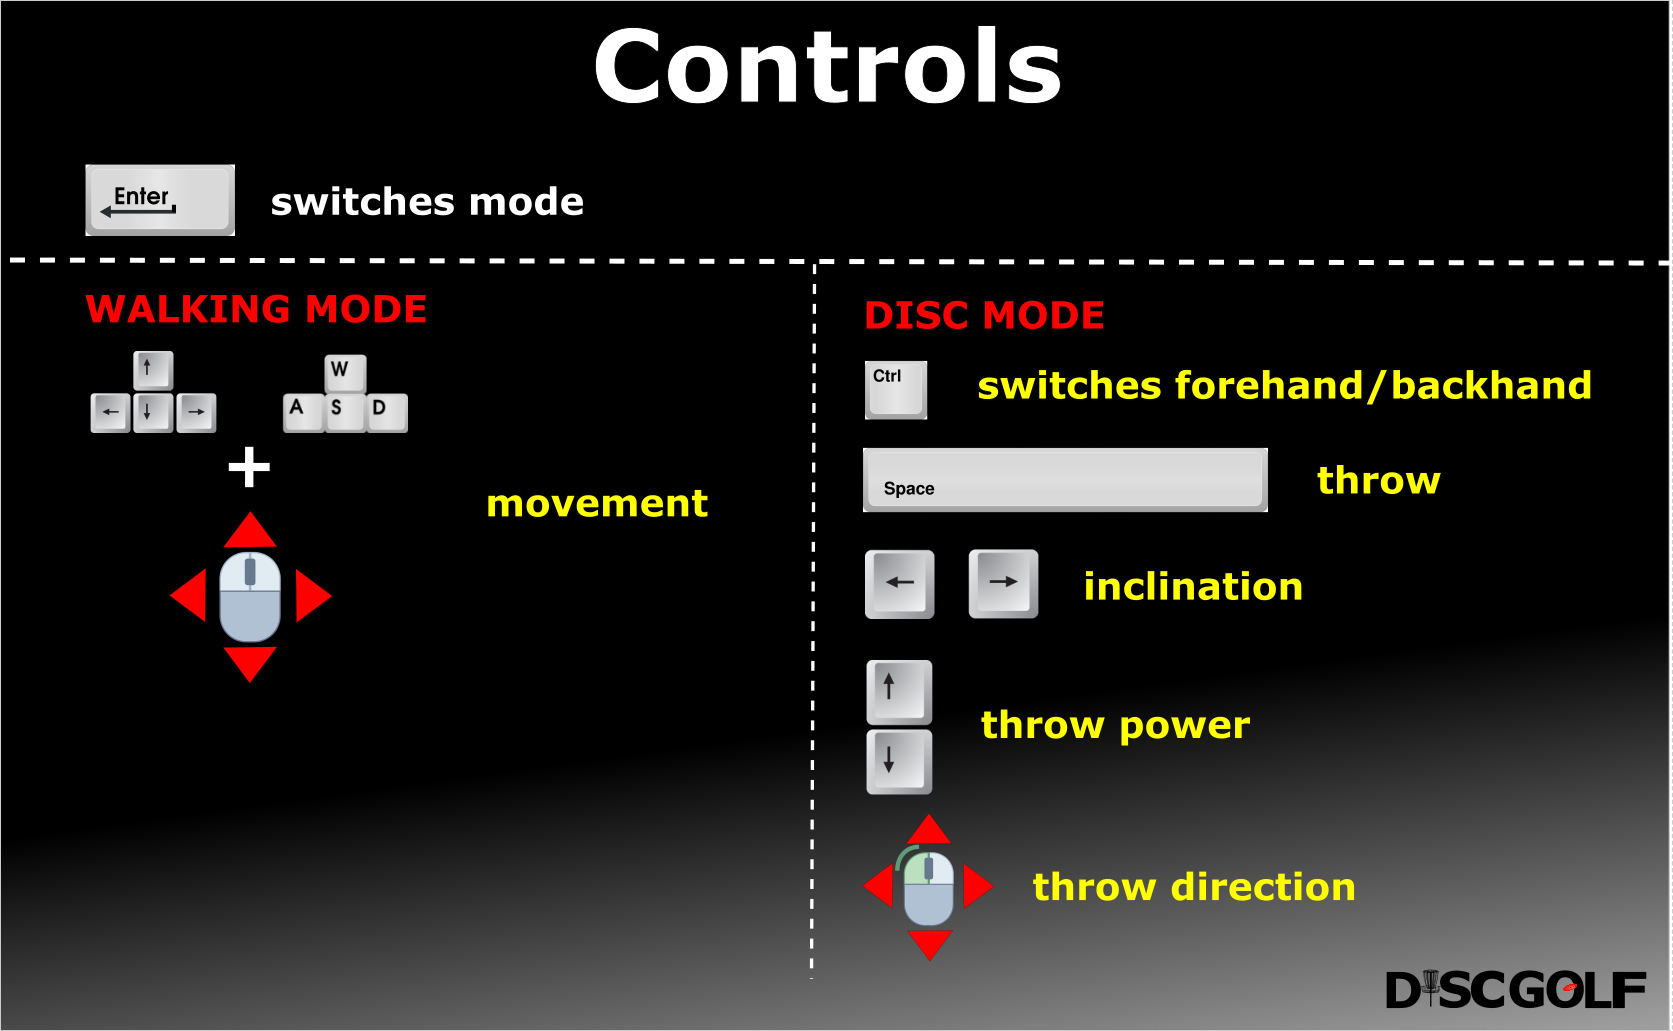 Controls
Enter
switches mode
WALKING MODE
W
A S D
movement
DISC MODE
Ctrl
switches forehand/backhand
Space
throw
inclination
throw power
throw direction
DISCGOLF